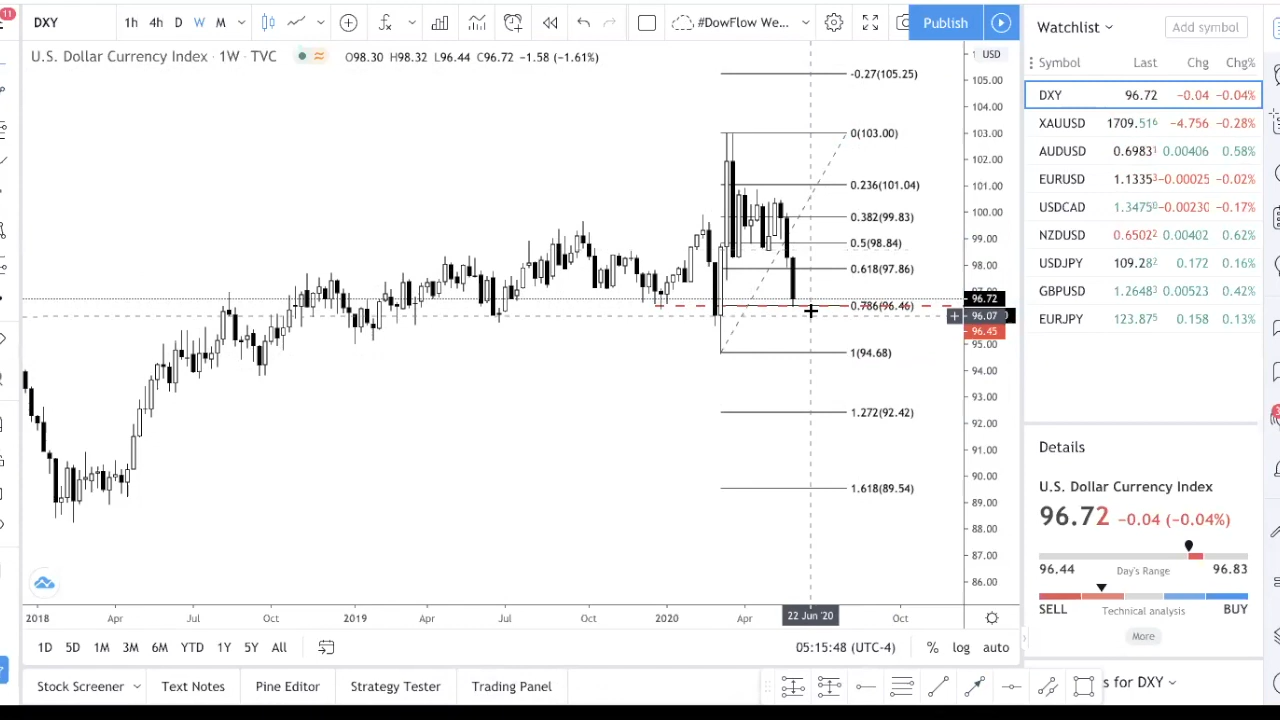 11
DXY 1h 4h D W M #DowFlow We... Publish
Watchlist Add symbol
U.S. Dollar Currency Index · 1W · TVC O98.30 H98.32 L96.44 C96.72 −1.58 (−1.61%)
USD
Symbol Last Chg Chg%
DXY 96.72 −0.04 −0.04%
XAUUSD 1709.516 −4.756 −0.28%
AUDUSD 0.69831 0.00406 0.58%
EURUSD 1.13353 −0.00025 −0.02%
USDCAD 1.34750 −0.00230 −0.17%
NZDUSD 0.65022 0.00402 0.62%
USDJPY 109.282 0.172 0.16%
GBPUSD 1.26483 0.00523 0.42%
EURJPY 123.875 0.158 0.13%
-0.27(105.25)
0(103.00)
0.236(101.04)
0.382(99.83)
0.5(98.84)
0.618(97.86)
0.786(96.46)
1(94.68)
1.272(92.42)
1.618(89.54)
105.00
104.00
103.00
102.00
101.00
100.00
99.00
98.00
97.00
96.72
96.07
96.45
95.00
94.00
93.00
92.00
91.00
90.00
89.00
88.00
87.00
86.00
Details
U.S. Dollar Currency Index
96.72 −0.04 (−0.04%)
96.44 Day's Range 96.83
SELL Technical analysis BUY
More
2018 Apr Jul Oct 2019 Apr Jul Oct 2020 Apr 22 Jun '20 Oct
1D 5D 1M 3M 6M YTD 1Y 5Y All 05:15:48 (UTC-4) % log auto
Stock Screener Text Notes Pine Editor Strategy Tester Trading Panel
s for DXY